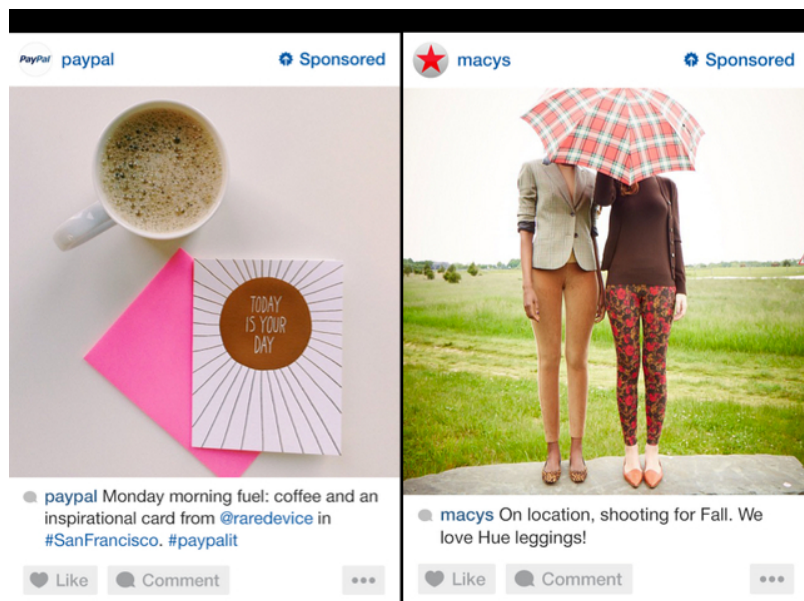 PayPal paypal Sponsored
TODAY
IS YOUR
DAY
paypal Monday morning fuel: coffee and an
inspirational card from @raredevice in
#SanFrancisco. #paypalit
Like Comment
macys Sponsored
macys On location, shooting for Fall. We
love Hue leggings!
Like Comment